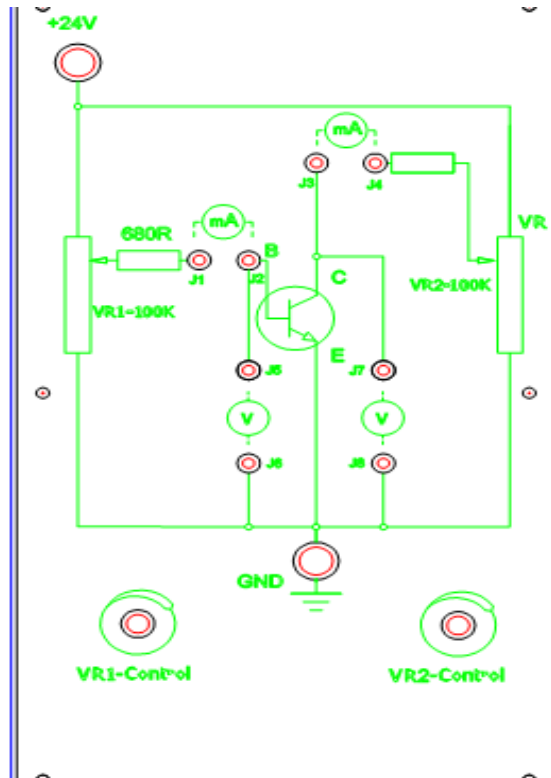 +24V
mA
J3
J4
680R
mA
B
VR
J1
J2
C
VR1=100K
VR2=100K
E
J5
J7
V
V
J6
J8
GND
VR1-Control
VR2-Control